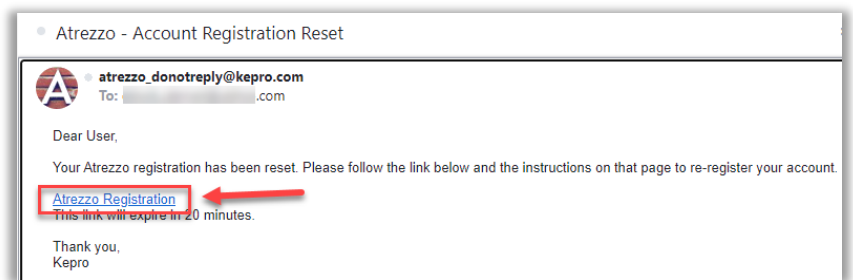 Atrezzo - Account Registration Reset
atrezzo_donotreply@kepro.com
To: .com
Dear User,
Your Atrezzo registration has been reset. Please follow the link below and the instructions on that page to re-register your account.
Atrezzo Registration
This link will expire in 20 minutes.
Thank you,
Kepro